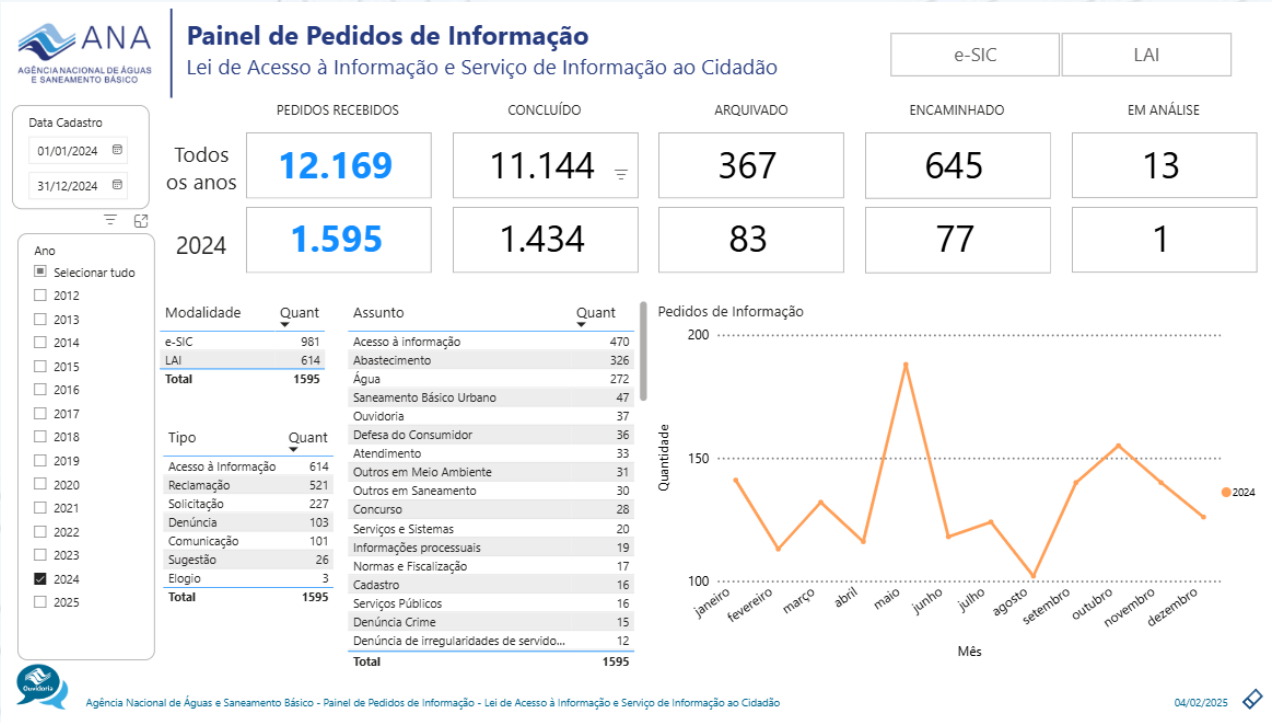 ANA
AGÊNCIA NACIONAL DE ÁGUAS
E SANEAMENTO BÁSICO
Painel de Pedidos de Informação
Lei de Acesso à Informação e Serviço de Informação ao Cidadão
e-SIC LAI
Data Cadastro
01/01/2024
31/12/2024
PEDIDOS RECEBIDOS CONCLUÍDO ARQUIVADO ENCAMINHADO EM ANÁLISE
Todos
os anos
12.169 11.144 367 645 13
2024 1.595 1.434 83 77 1
Ano
Selecionar tudo
2012
2013
2014
2015
2016
2017
2018
2019
2020
2021
2022
2023
2024
2025
Modalidade Quant
e-SIC 981
LAI 614
Total 1595
Tipo Quant
Acesso à Informação 614
Reclamação 521
Solicitação 227
Denúncia 103
Comunicação 101
Sugestão 26
Elogio 3
Total 1595
Assunto Quant
Acesso à informação 470
Abastecimento 326
Água 272
Saneamento Básico Urbano 47
Ouvidoria 37
Defesa do Consumidor 36
Atendimento 33
Outros em Meio Ambiente 31
Outros em Saneamento 30
Concurso 28
Serviços e Sistemas 20
Informações processuais 19
Normas e Fiscalização 17
Cadastro 16
Serviços Públicos 16
Denúncia Crime 15
Denúncia de irregularidades de servido... 12
Total 1595
Pedidos de Informação
200
150
100
Quantidade
janeiro fevereiro março abril maio junho julho agosto setembro outubro novembro dezembro
Mês
2024
Ouvidoria
Agência Nacional de Águas e Saneamento Básico - Painel de Pedidos de Informação - Lei de Acesso à Informação e Serviço de Informação ao Cidadão
04/02/2025